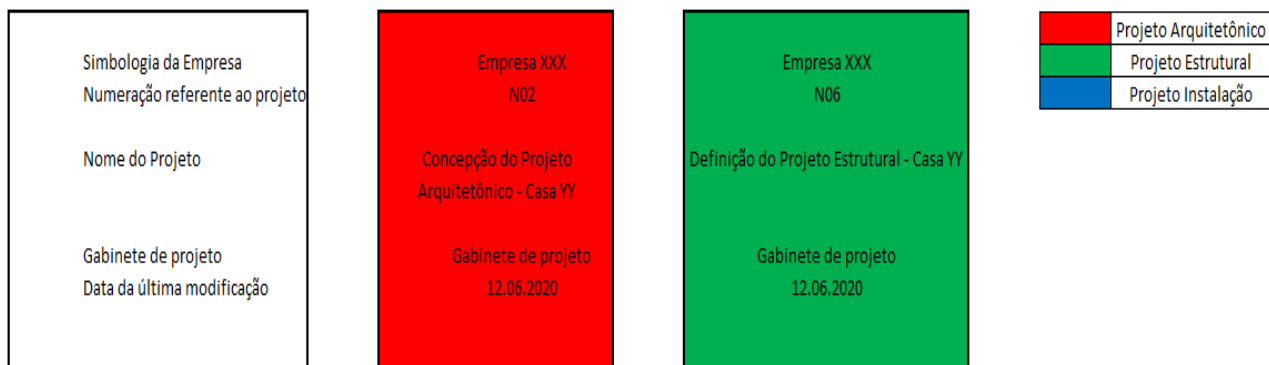 Simbologia da Empresa
Numeração referente ao projeto
Nome do Projeto
Gabinete de projeto
Data da última modificação
Empresa XXX
N02
Concepção do Projeto
Arquitetônico - Casa YY
Gabinete de projeto
12.06.2020
Empresa XXX
N06
Definição do Projeto Estrutural - Casa YY
Gabinete de projeto
12.06.2020
Projeto Arquitetônico
Projeto Estrutural
Projeto Instalação